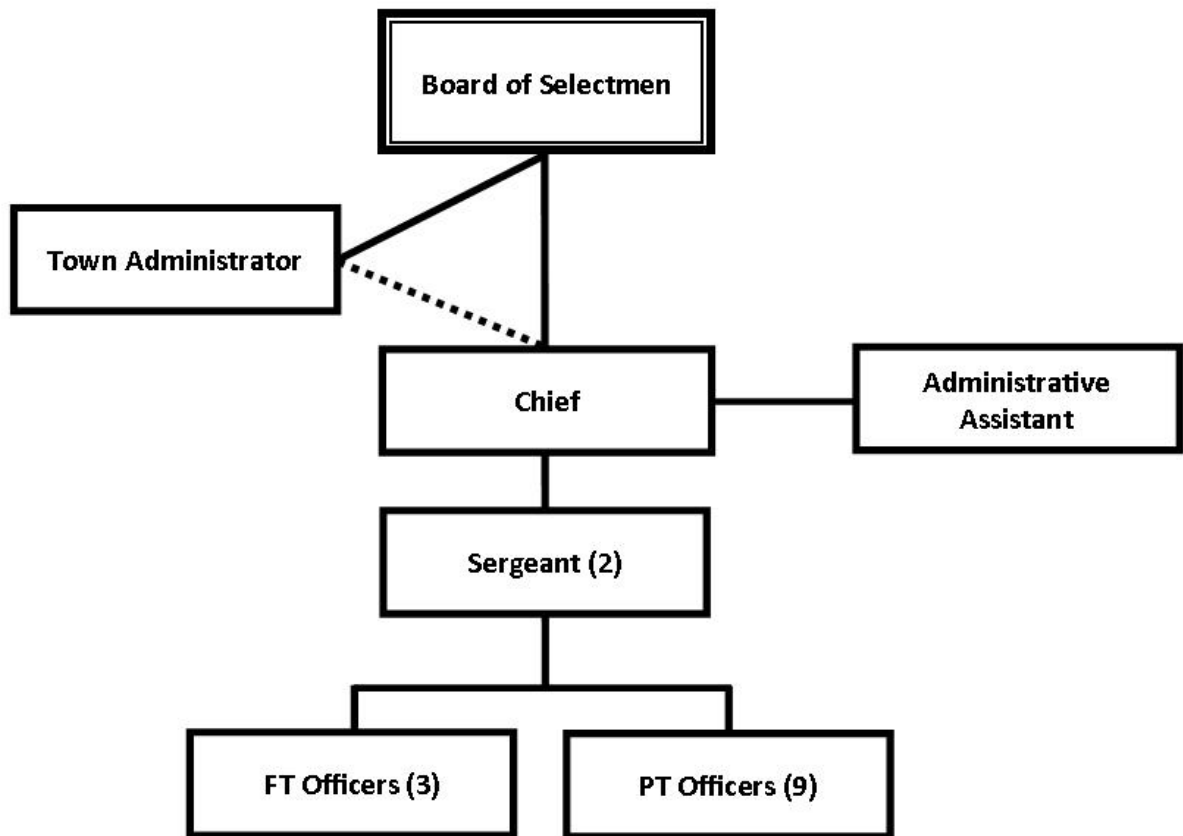 Board of Selectmen
Town Administrator
Chief
Administrative
Assistant
Sergeant (2)
FT Officers (3)
PT Officers (9)